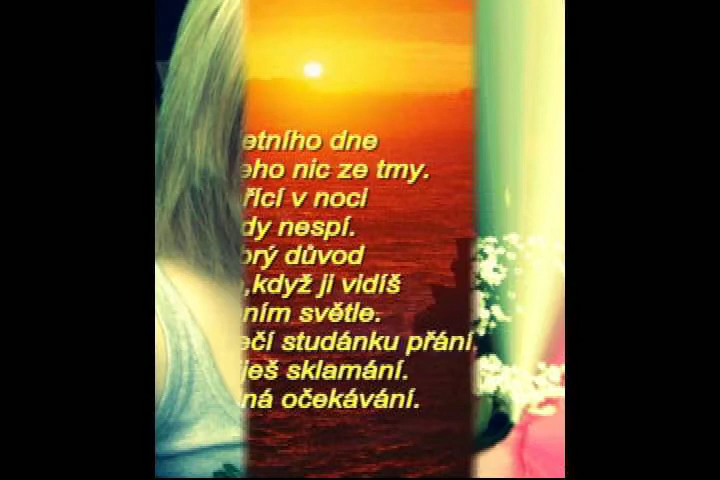 etního dne
eho nic ze tmy.
řící v noci
dy nespí.
orý důvod
,když ji vidíš
ním světle.
ečí studánku přání
ješ sklamání.
ná očekávání.